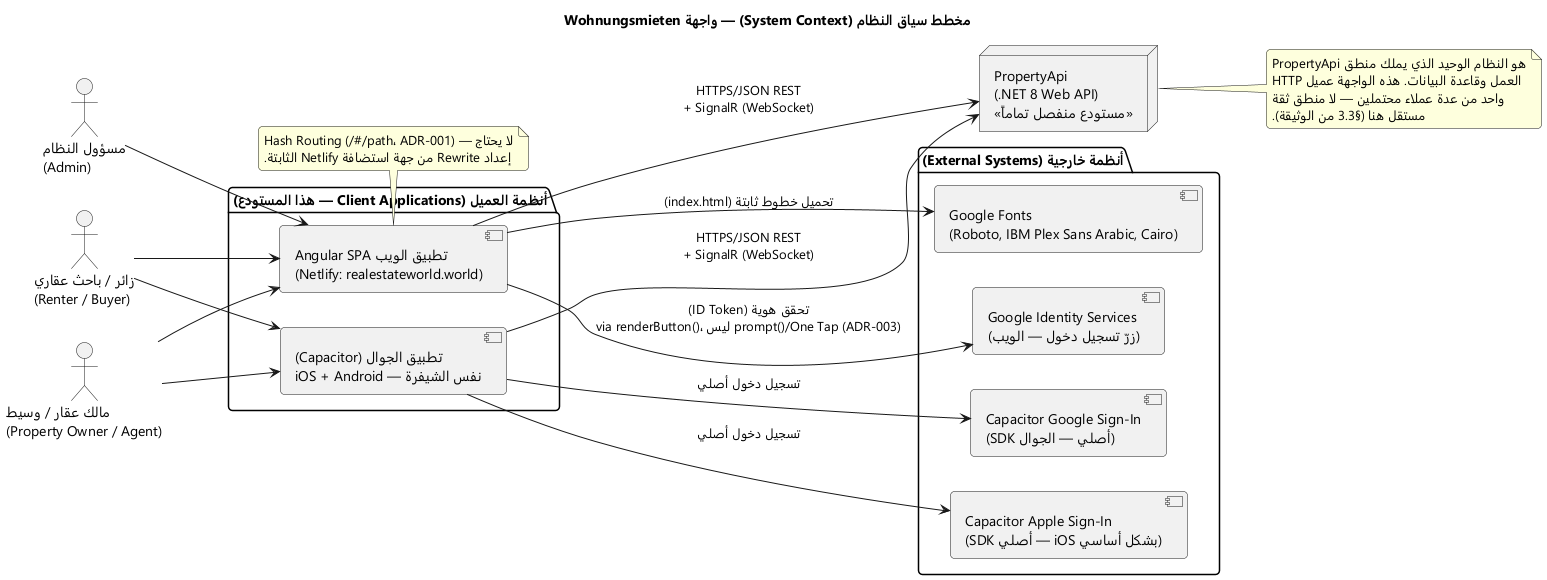 مخطط سياق النظام (System Context) — واجهة Wohnungsmieten
مسؤول النظام
(Admin)
زائر / باحث عقاري
(Renter / Buyer)
مالك عقار / وسيط
(Property Owner / Agent)
لا يحتاج — Hash Routing (/#/path، ADR-001)
إعداد Rewrite من جهة استضافة Netlify الثابتة.
أنظمة العميل (Client Applications — هذا المستودع)
تطبيق الويب Angular SPA
(Netlify: realestateworld.world)
تطبيق الجوال (Capacitor)
iOS + Android — نفس الشيفرة
HTTPS/JSON REST
+ SignalR (WebSocket)
تحميل خطوط ثابتة (index.html)
HTTPS/JSON REST
+ SignalR (WebSocket)
تحقق هوية (ID Token)
via renderButton()، ليس prompt()/One Tap (ADR-003)
تسجيل دخول أصلي
تسجيل دخول أصلي
PropertyApi
(.NET 8 Web API)
«مستودع منفصل تماماً»
هو النظام الوحيد الذي يملك منطق PropertyApi
العمل وقاعدة البيانات. هذه الواجهة عميل HTTP
واحد من عدة عملاء محتملين — لا منطق ثقة
مستقل هنا (§3.3 من الوثيقة).
أنظمة خارجية (External Systems)
Google Fonts
(Roboto, IBM Plex Sans Arabic, Cairo)
Google Identity Services
(زرّ تسجيل دخول — الويب)
Capacitor Google Sign-In
(SDK أصلي — الجوال)
Capacitor Apple Sign-In
(SDK أصلي — iOS بشكل أساسي)